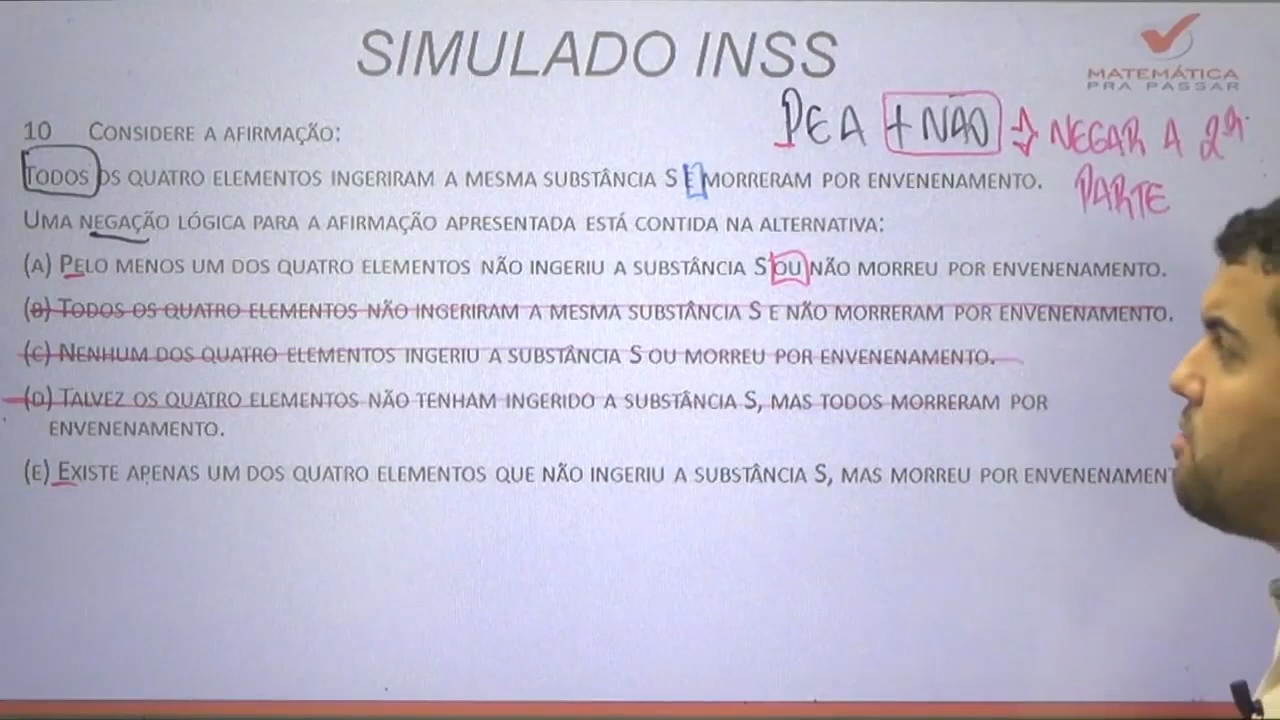 SIMULADO INSS
MATEMÁTICA
PRA PASSAR
PEA + NÃO → NEGAR A 2ª
PARTE
10 CONSIDERE A AFIRMAÇÃO:
TODOS OS QUATRO ELEMENTOS INGERIRAM A MESMA SUBSTÂNCIA S E MORRERAM POR ENVENENAMENTO.
UMA NEGAÇÃO LÓGICA PARA A AFIRMAÇÃO APRESENTADA ESTÁ CONTIDA NA ALTERNATIVA:
(A) PELO MENOS UM DOS QUATRO ELEMENTOS NÃO INGERIU A SUBSTÂNCIA S OU NÃO MORREU POR ENVENENAMENTO.
(B) TODOS OS QUATRO ELEMENTOS NÃO INGERIRAM A MESMA SUBSTÂNCIA S E NÃO MORRERAM POR ENVENENAMENTO.
(C) NENHUM DOS QUATRO ELEMENTOS INGERIU A SUBSTÂNCIA S OU MORREU POR ENVENENAMENTO.
(D) TALVEZ OS QUATRO ELEMENTOS NÃO TENHAM INGERIDO A SUBSTÂNCIA S, MAS TODOS MORRERAM POR
ENVENENAMENTO.
(E) EXISTE APENAS UM DOS QUATRO ELEMENTOS QUE NÃO INGERIU A SUBSTÂNCIA S, MAS MORREU POR ENVENENAMEN